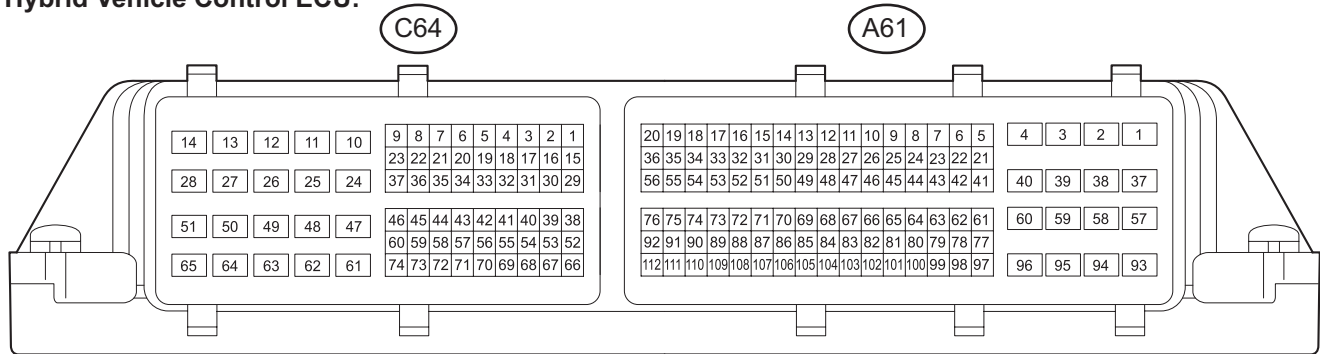 Hybrid Vehicle Control ECU:
C64 A61
14 13 12 11 10 9 8 7 6 5 4 3 2 1 20 19 18 17 16 15 14 13 12 11 10 9 8 7 6 5 4 3 2 1
23 22 21 20 19 18 17 16 15 36 35 34 33 32 31 30 29 28 27 26 25 24 23 22 21
28 27 26 25 24 37 36 35 34 33 32 31 30 29 56 55 54 53 52 51 50 49 48 47 46 45 44 43 42 41 40 39 38 37
51 50 49 48 47 46 45 44 43 42 41 40 39 38 76 75 74 73 72 71 70 69 68 67 66 65 64 63 62 61 60 59 58 57
60 59 58 57 56 55 54 53 52 92 91 90 89 88 87 86 85 84 83 82 81 80 79 78 77
65 64 63 62 61 74 73 72 71 70 69 68 67 66 112 111 110 109 108 107 106 105 104 103 102 101 100 99 98 97 96 95 94 93